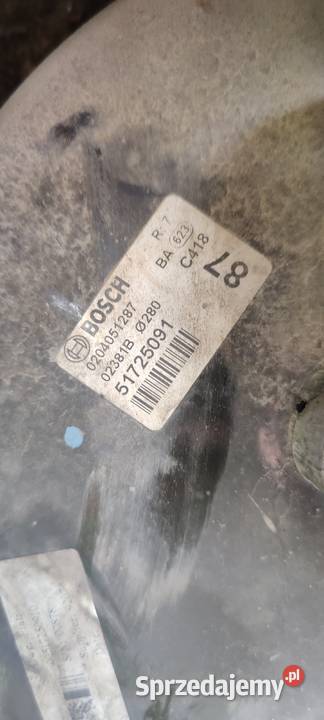 BOSCH
0204051287
02381B Ø280
51725091
R. 7
BA 623
C418
87
Sprzedajemy.pl